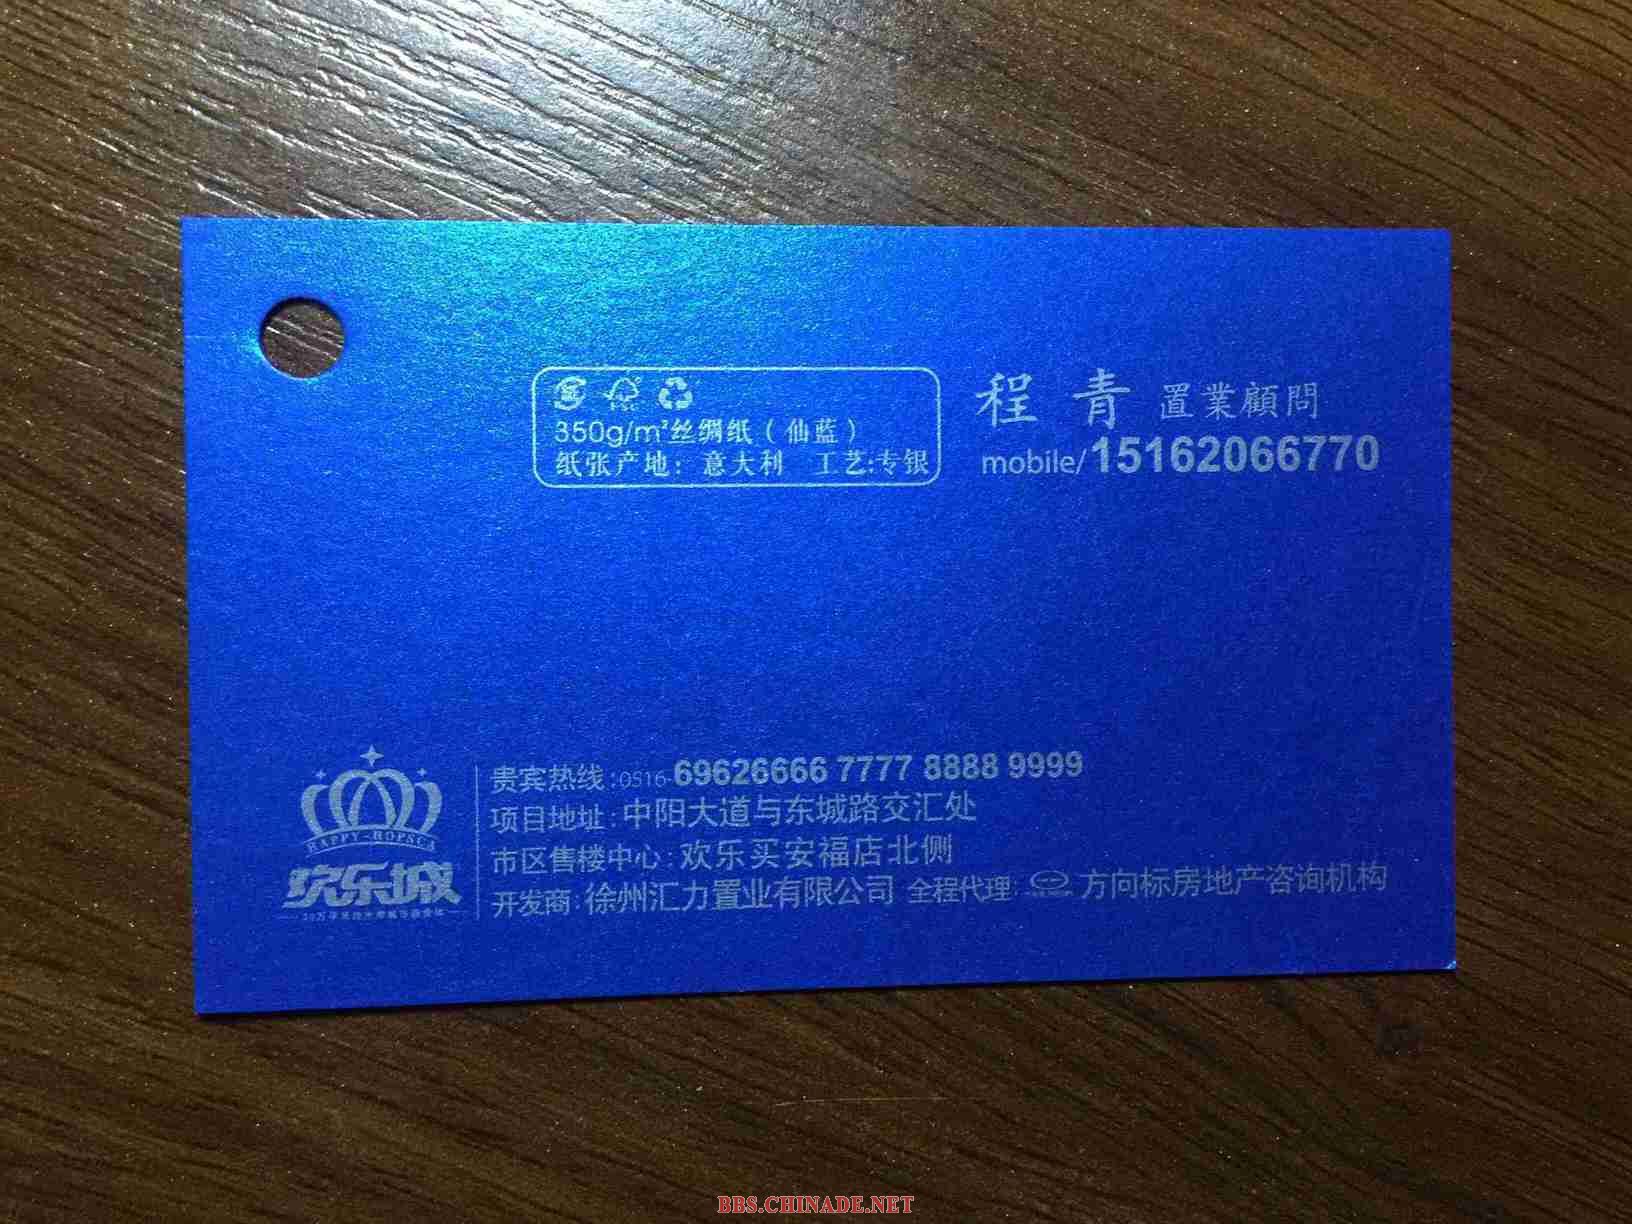 FSC
350g/m²丝绸纸（仙蓝）
纸张产地：意大利 工艺:专银
程 青 置業顧問
mobile/15162066770
HAPPY-HOPSCA
欢乐城
贵宾热线:0516-69626666 7777 8888 9999
项目地址:中阳大道与东城路交汇处
市区售楼中心:欢乐买安福店北侧
开发商:徐州汇力置业有限公司 全程代理: 方向标房地产咨询机构
BBS.CHINADE.NET